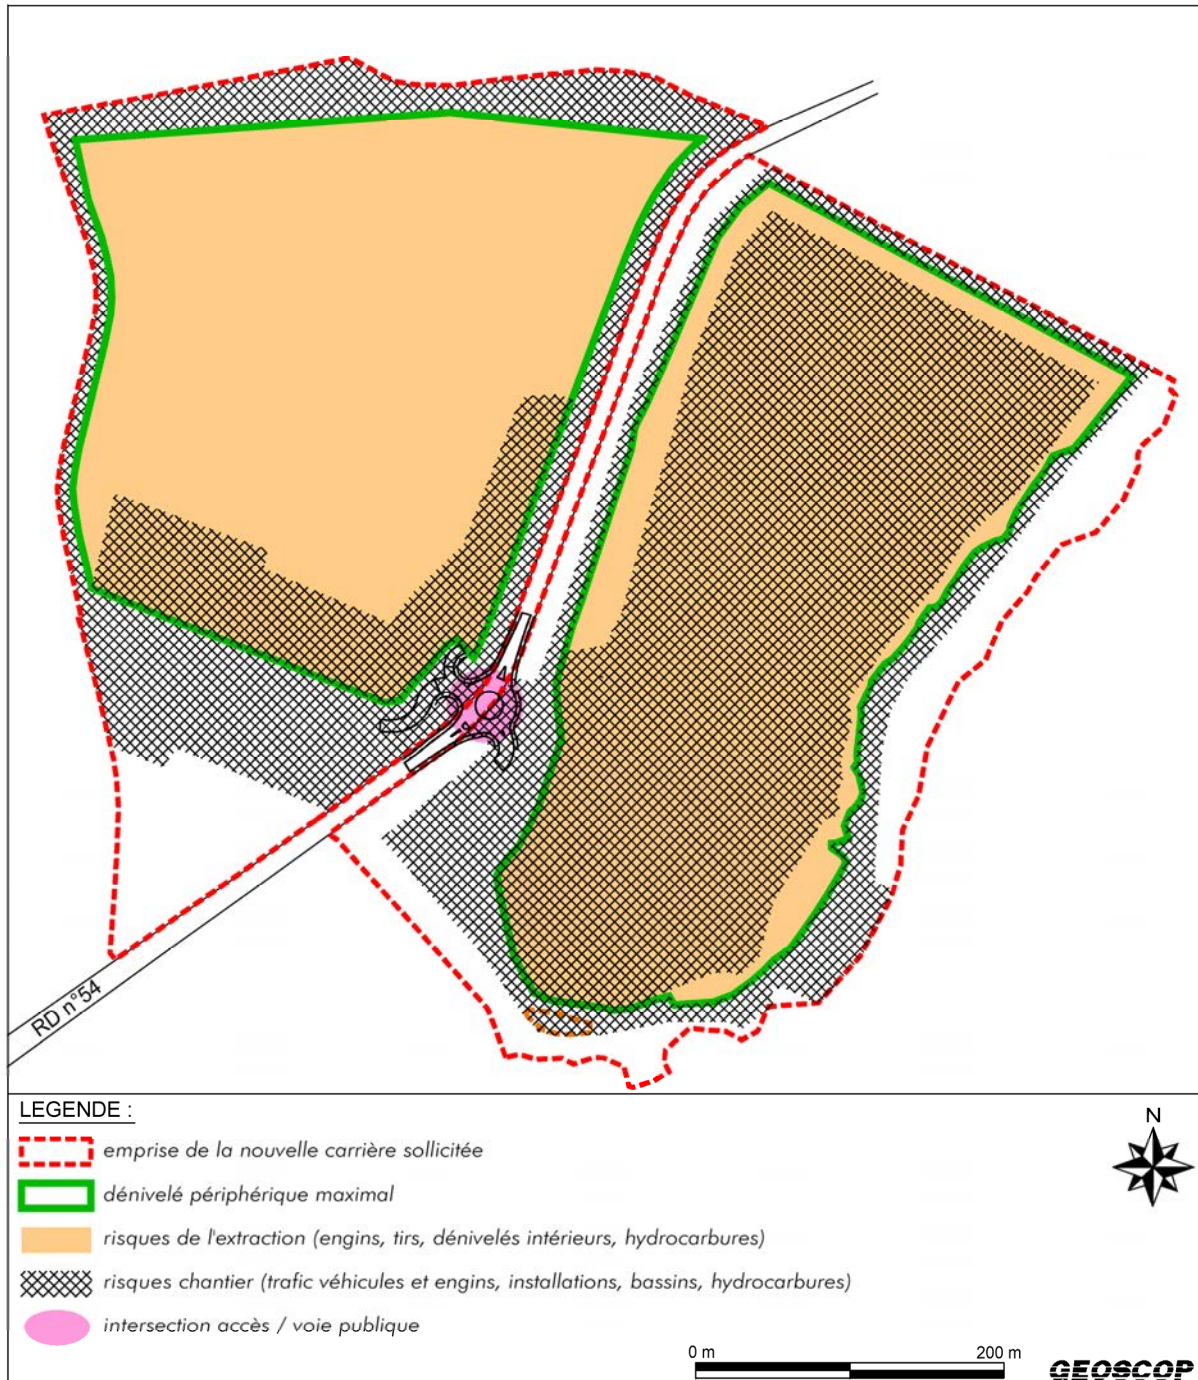 RD n°54
LEGENDE :
emprise de la nouvelle carrière sollicitée
dénivelé périphérique maximal
risques de l'extraction (engins, tirs, dénivelés intérieurs, hydrocarbures)
risques chantier (trafic véhicules et engins, installations, bassins, hydrocarbures)
intersection accès / voie publique
N
0 m
200 m
GEOSCOP